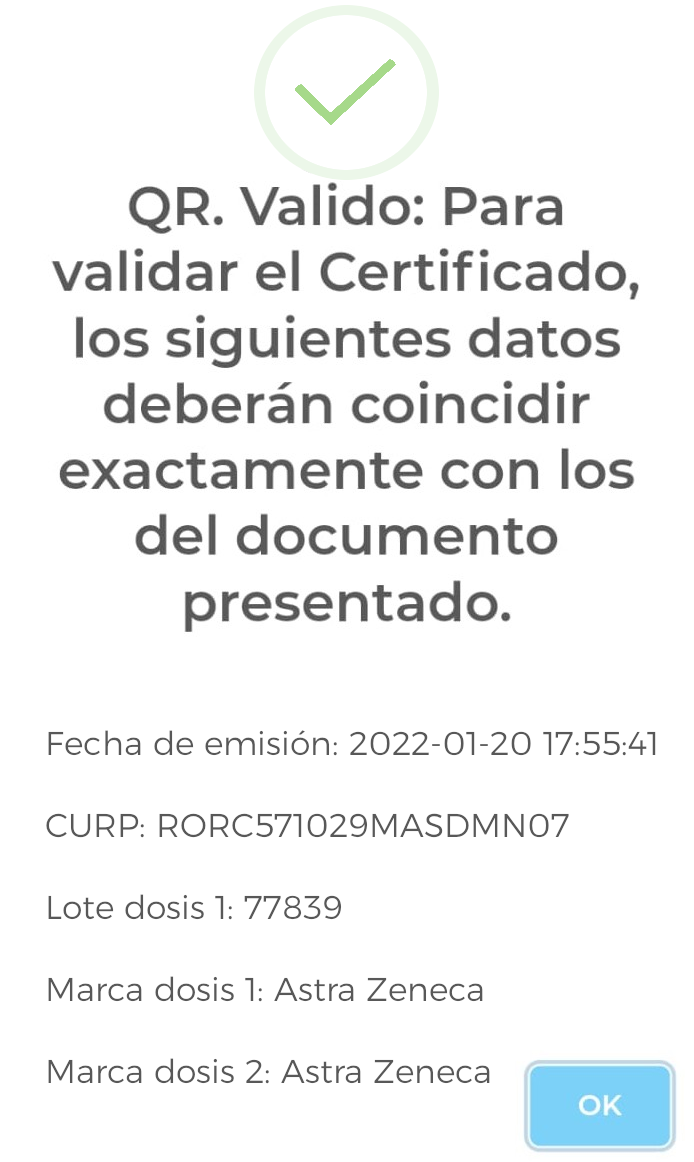 QR. Valido: Para
validar el Certificado,
los siguientes datos
deberán coincidir
exactamente con los
del documento
presentado.
Fecha de emisión: 2022-01-20 17:55:41
CURP: RORC571029MASDMN07
Lote dosis 1: 77839
Marca dosis 1: Astra Zeneca
Marca dosis 2: Astra Zeneca
OK